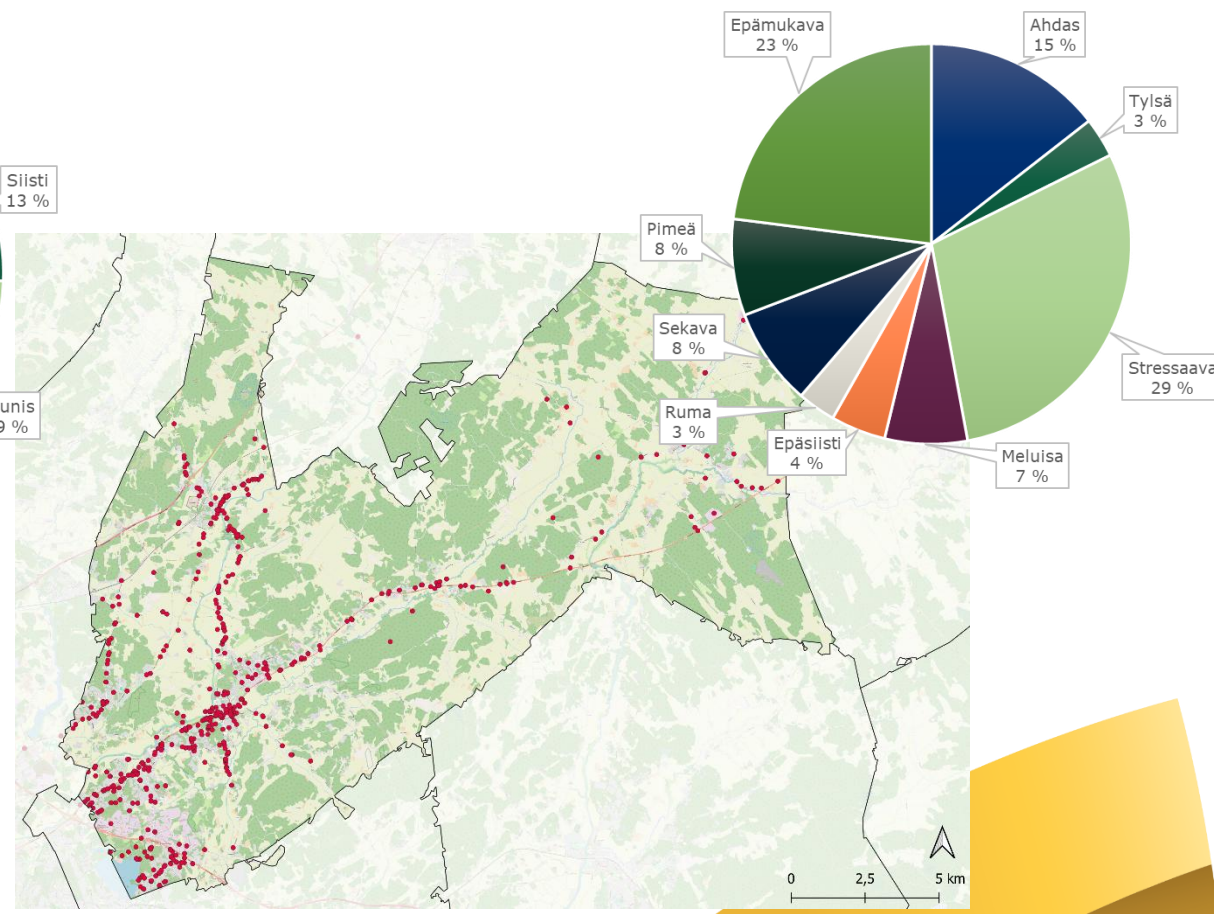 Epämukava
23 %
Ahdas
15 %
Tylsä
3 %
Siisti
13 %
Pimeä
8 %
Sekava
8 %
Stressaava
29 %
Ruma
3 %
Epäsiisti
4 %
Meluisa
7 %
0
2,5
5 km